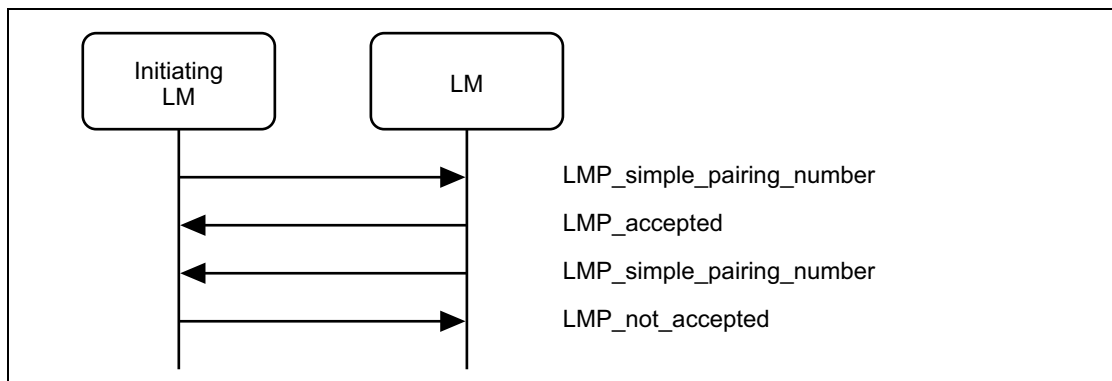 Initiating
LM
LM
LMP_simple_pairing_number
LMP_accepted
LMP_simple_pairing_number
LMP_not_accepted